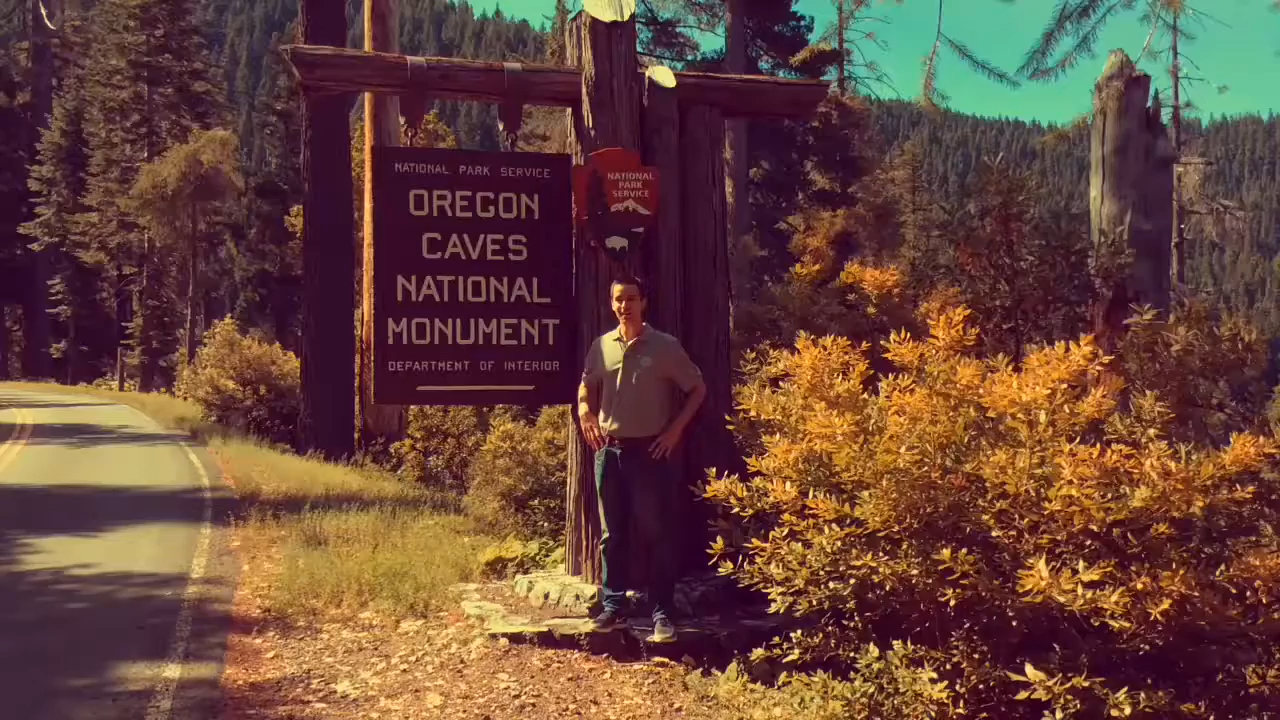 NATIONAL PARK SERVICE
OREGON
CAVES
NATIONAL
MONUMENT
DEPARTMENT OF INTERIOR
NATIONAL
PARK
SERVICE